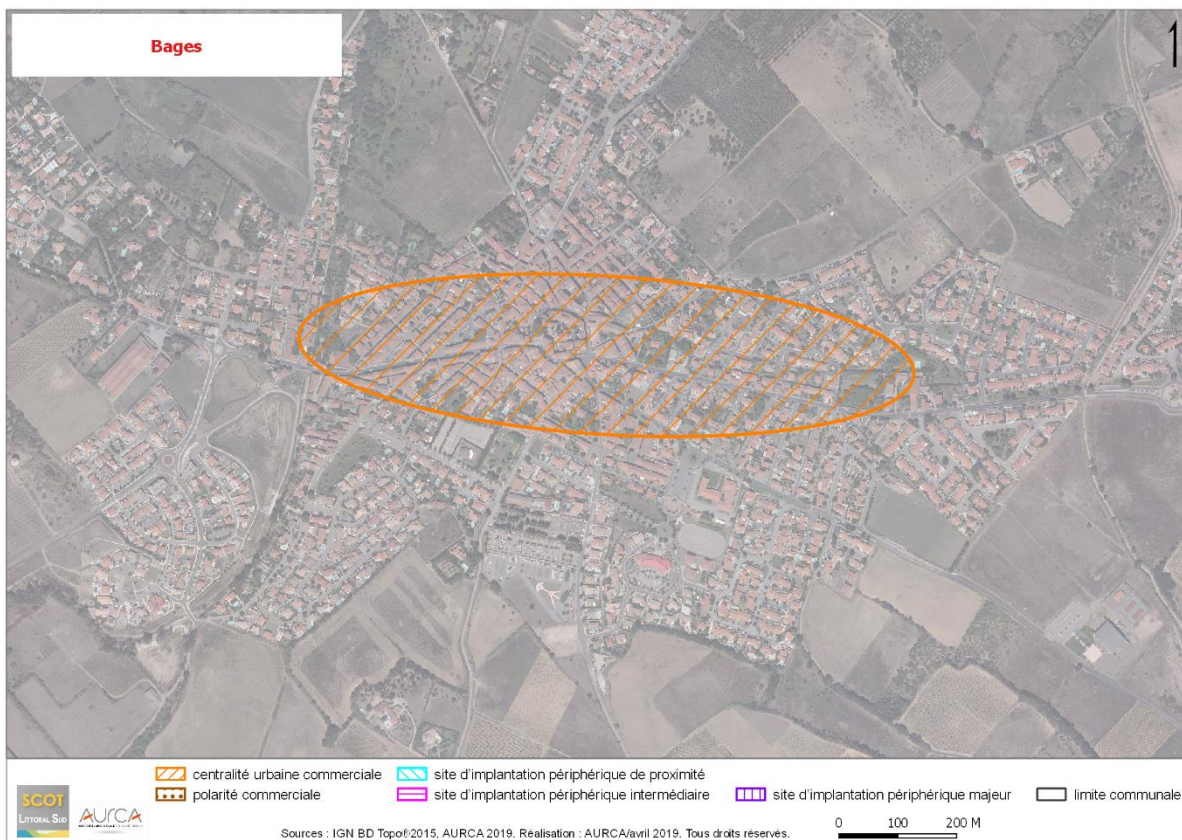 Bages
centralité urbaine commerciale
site d'implantation périphérique de proximité
polarité commerciale
site d'implantation périphérique intermédiaire
site d'implantation périphérique majeur
limite communale
SCOT
LITTORAL SUD
AURCA
Sources : IGN BD Topo®2015, AURCA 2019. Réalisation : AURCA/avril 2019. Tous droits réservés.
0 100 200 M